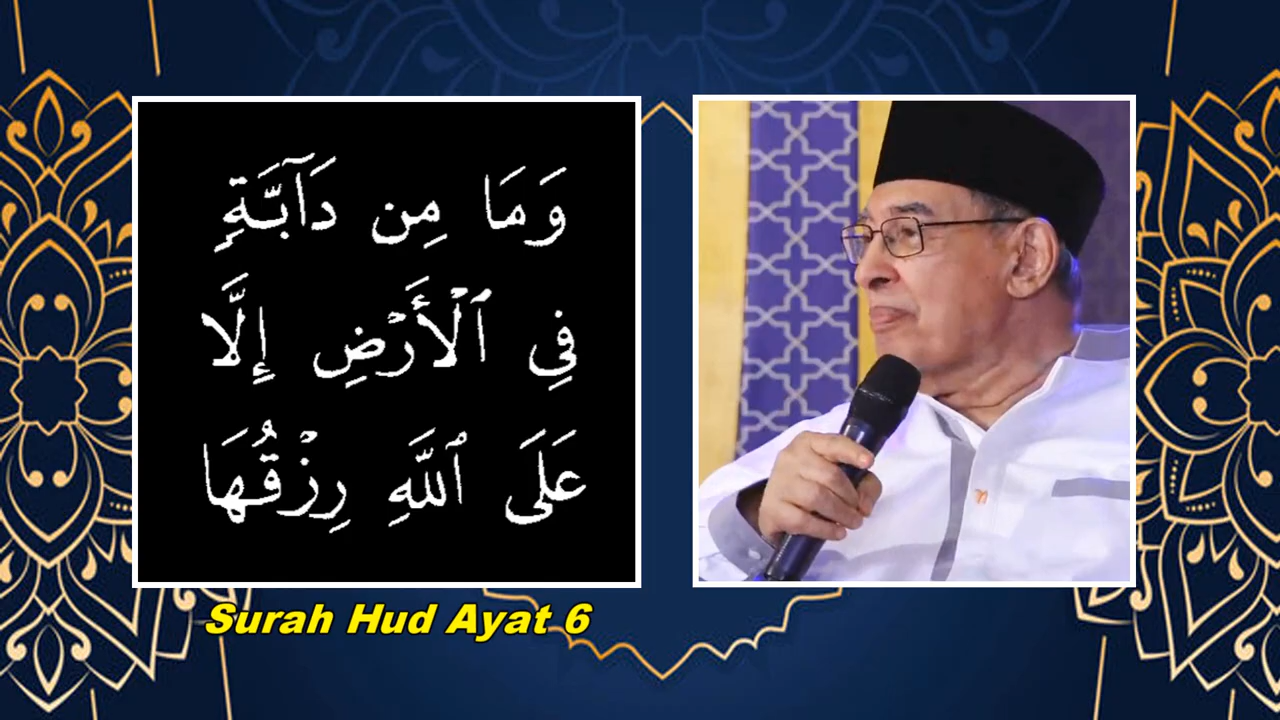 وَمَا مِن دَآبَّةٍ
فِي ٱلْأَرْضِ إِلَّا
عَلَى ٱللَّهِ رِزْقُهَا
Surah Hud Ayat 6